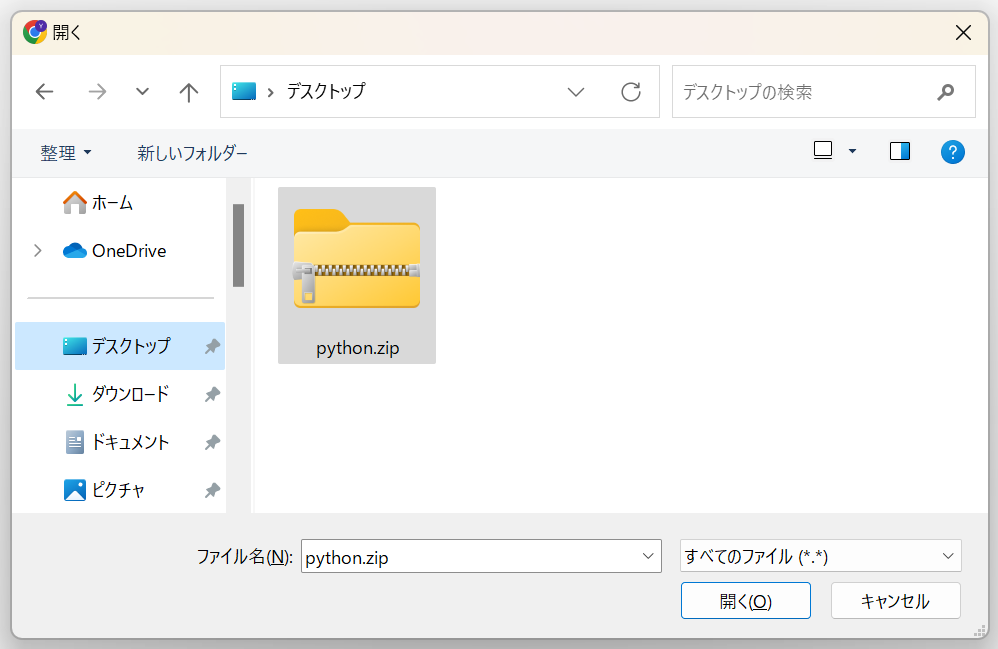 開く
デスクトップ
デスクトップの検索
整理
新しいフォルダー
?
ホーム
OneDrive
デスクトップ
ダウンロード
ドキュメント
ピクチャ
python.zip
ファイル名(N):
python.zip
すべてのファイル (*.*)
開く(O)
キャンセル